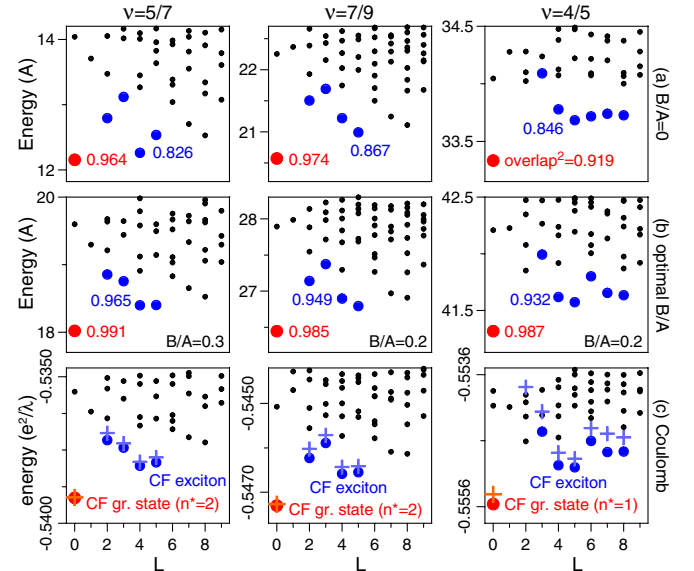 ν=5/7 ν=7/9 ν=4/5
14 22 34.5
Energy (A)
0.826 0.867 0.846
21 33.5
12 0.964 0.974 overlap²=0.919
(a) B/A=0
20 28 42.5
Energy (A)
0.965 0.949 0.932
27 41.5
18 0.991 0.985 0.987
B/A=0.3 B/A=0.2 B/A=0.2
(b) optimal B/A
-0.5350 -0.5450 -0.5536
energy (e²/λ)
CF exciton CF exciton CF exciton
CF gr. state (n*=2) CF gr. state (n*=2) CF gr. state (n*=1)
-0.5400 -0.5470 -0.5556
(c) Coulomb
0 2 4 6 8 0 2 4 6 8 0 2 4 6 8
L L L